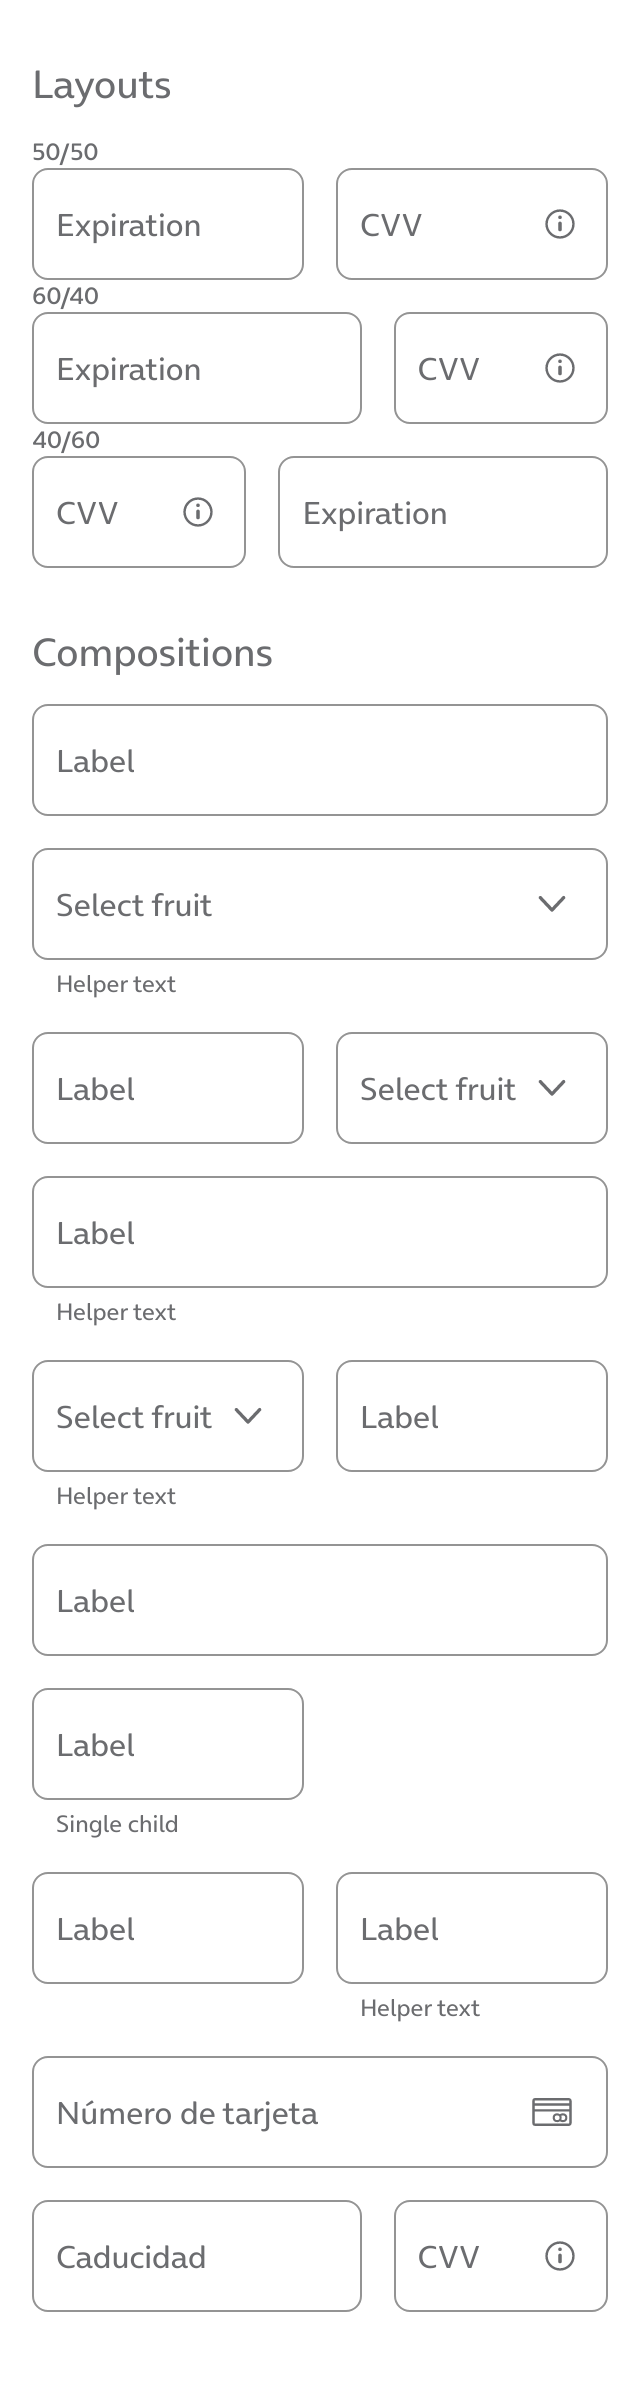 Layouts
50/50
Expiration CVV
60/40
Expiration CVV
40/60
CVV Expiration
Compositions
Label
Select fruit
Helper text
Label Select fruit
Label
Helper text
Select fruit Label
Helper text
Label
Label
Single child
Label Label
Helper text
Número de tarjeta
Caducidad CVV